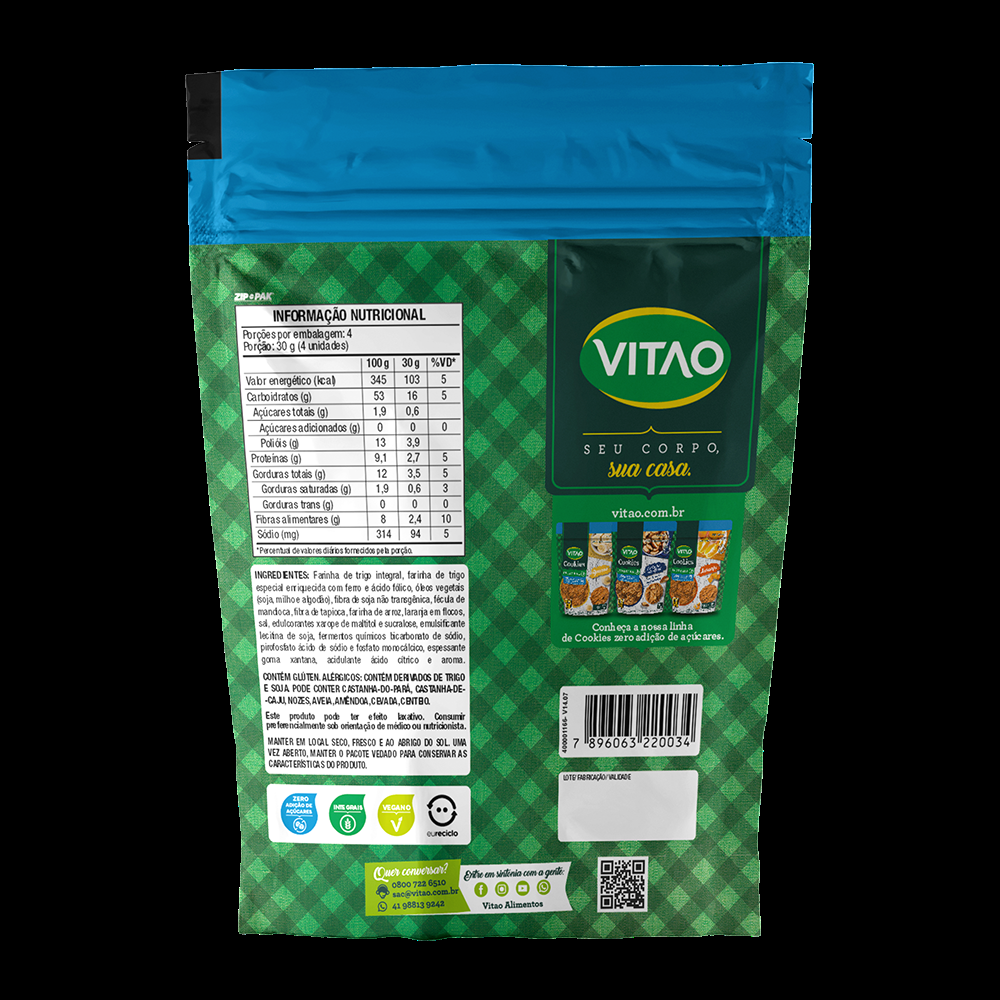 ZIP PAK
INFORMAÇÃO NUTRICIONAL
Porções por embalagem: 4
Porção: 30 g (4 unidades)
100 g 30 g %VD*
Valor energético (kcal) 345 103 5
Carboidratos (g) 53 16 5
Açúcares totais (g) 1,9 0,6
Açúcares adicionados (g) 0 0 0
Polióis (g) 13 3,9
Proteínas (g) 9,1 2,7 5
Gorduras totais (g) 12 3,5 5
Gorduras saturadas (g) 1,9 0,6 3
Gorduras trans (g) 0 0 0
Fibras alimentares (g) 8 2,4 10
Sódio (mg) 314 94 5
*Percentual de valores diários fornecidos pela porção.
INGREDIENTES: Farinha de trigo integral, farinha de trigo
especial enriquecida com ferro e ácido fólico, óleos vegetais
(soja, milho e algodão), fibra de soja não transgênica, fécula de
mandioca, fibra de tapioca, farinha de arroz, laranja em flocos,
sal, edulcorantes xarope de maltitol e sucralose, emulsificante
lecitina de soja, fermentos químicos bicarbonato de sódio,
pirofosfato ácido de sódio e fosfato monocálcico, espessante
goma xantana, acidulante ácido cítrico e aroma.
CONTÉM GLÚTEN. ALÉRGICOS: CONTÉM DERIVADOS DE TRIGO
E SOJA. PODE CONTER CASTANHA-DO-PARÁ, CASTANHA-DE-
-CAJU, NOZES, AVEIA, AMÊNDOA, CEVADA, CENTEIO.
Este produto pode ter efeito laxativo. Consumir
preferencialmente sob orientação de médico ou nutricionista.
MANTER EM LOCAL SECO, FRESCO E AO ABRIGO DO SOL. UMA
VEZ ABERTO, MANTER O PACOTE VEDADO PARA CONSERVAR AS
CARACTERÍSTICAS DO PRODUTO.
ZERO
ADIÇÃO DE
AÇÚCARES
INTEGRAIS
VEGANO
eureciclo
VITAO
SEU CORPO,
sua casa.
vitao.com.br
VITAO
Cookies
VITAO
Cookies
VITAO
Cookies
Conheça a nossa linha
de Cookies zero adição de açúcares.
400001166- V14.07
7 896063 220034
LOTE/ FABRICAÇÃO/ VALIDADE
Quer conversar?
0800 722 6510
sac@vitao.com.br
41 98813 9242
Entre em sintonia com a gente:
Vitao Alimentos